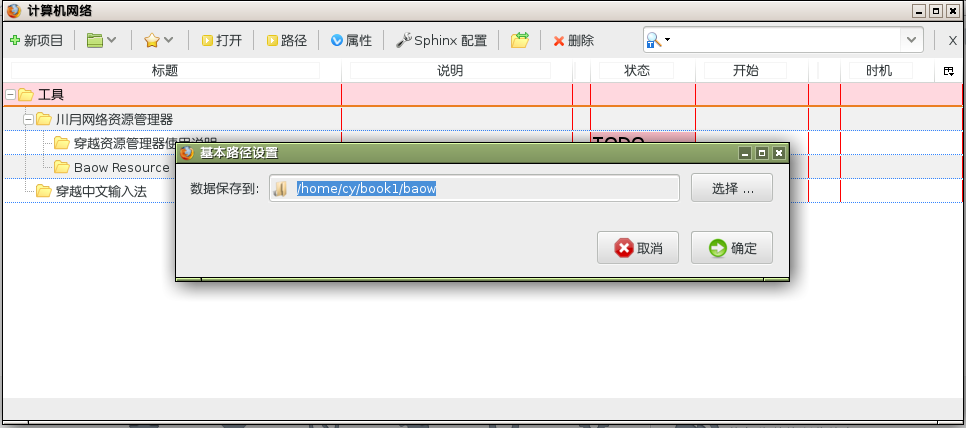 计算机网络
新项目 打开 路径 属性 Sphinx 配置 删除 X
标题 说明 状态 开始 时机
工具
川月网络资源管理器
穿越资源管理器使用说明 TODO
Baow Resource
穿越中文输入法
基本路径设置
数据保存到: /home/cy/book1/baow 选择 ...
取消 确定